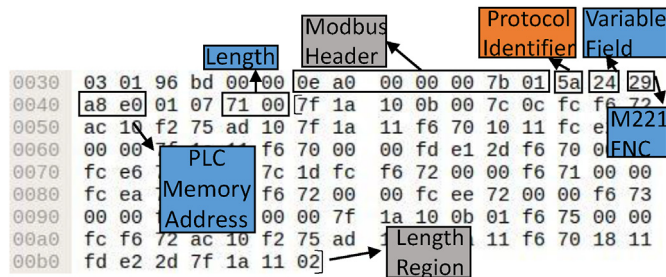 Modbus
Header
Protocol
Identifier
Variable
Field
Length
0030 03 01 96 bd 00 00 0e a0 00 00 00 7b 01 5a 24 29
0040 a8 e0 01 07 71 00 7f 1a 10 0b 00 7c 0c fc f6 72
0050 ac 10 f2 75 ad 10 7f 1a 11 f6 70 10 11 fc
0060 00 00 11 f6 70 00 00 fd e1 2d f6 70 00
0070 fc e6 7c 1d fc f6 72 00 00 f6 71 00 00
0080 fc ea f6 72 00 00 fc ee 72 00 00 f6 73
0090 00 00 00 00 7f 1a 10 0b 01 f6 75 00 00
00a0 fc f6 72 ac 10 f2 75 ad 11 f6 70 18 11
00b0 fd e2 2d 7f 1a 11 02
M221
FNC
PLC
Memory
Address
Length
Region